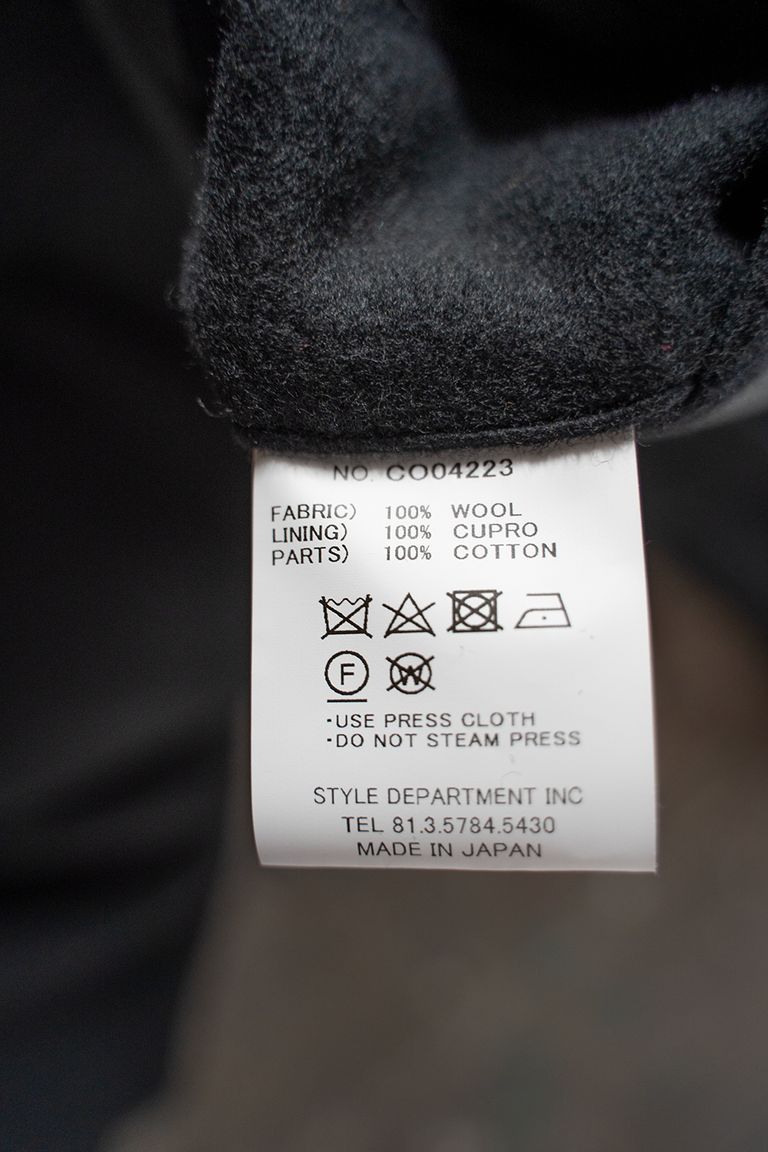 NO. CO04223
FABRIC) 100% WOOL
LINING) 100% CUPRO
PARTS) 100% COTTON
F W
·USE PRESS CLOTH
·DO NOT STEAM PRESS
STYLE DEPARTMENT INC
TEL 81.3.5784.5430
MADE IN JAPAN